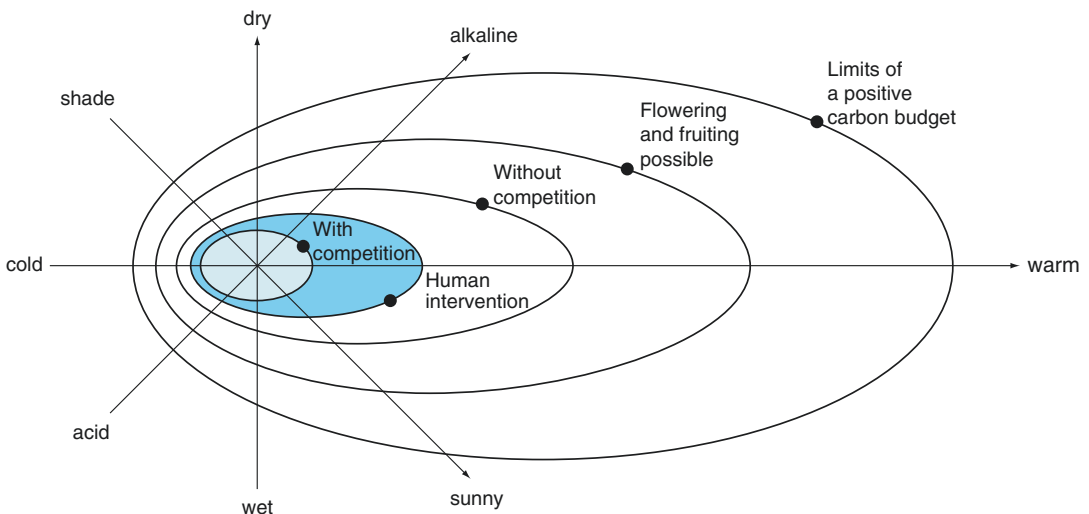 dry
alkaline
shade
Limits of
a positive
carbon budget
Flowering
and fruiting
possible
Without
competition
With
competition
cold
warm
Human
intervention
acid
sunny
wet